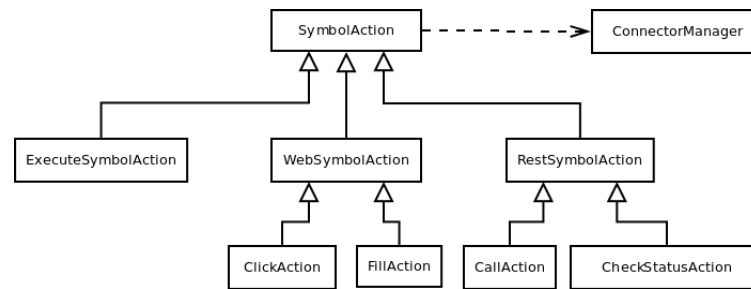 SymbolAction
ConnectorManager
ExecuteSymbolAction
WebSymbolAction
RestSymbolAction
ClickAction
FillAction
CallAction
CheckStatusAction